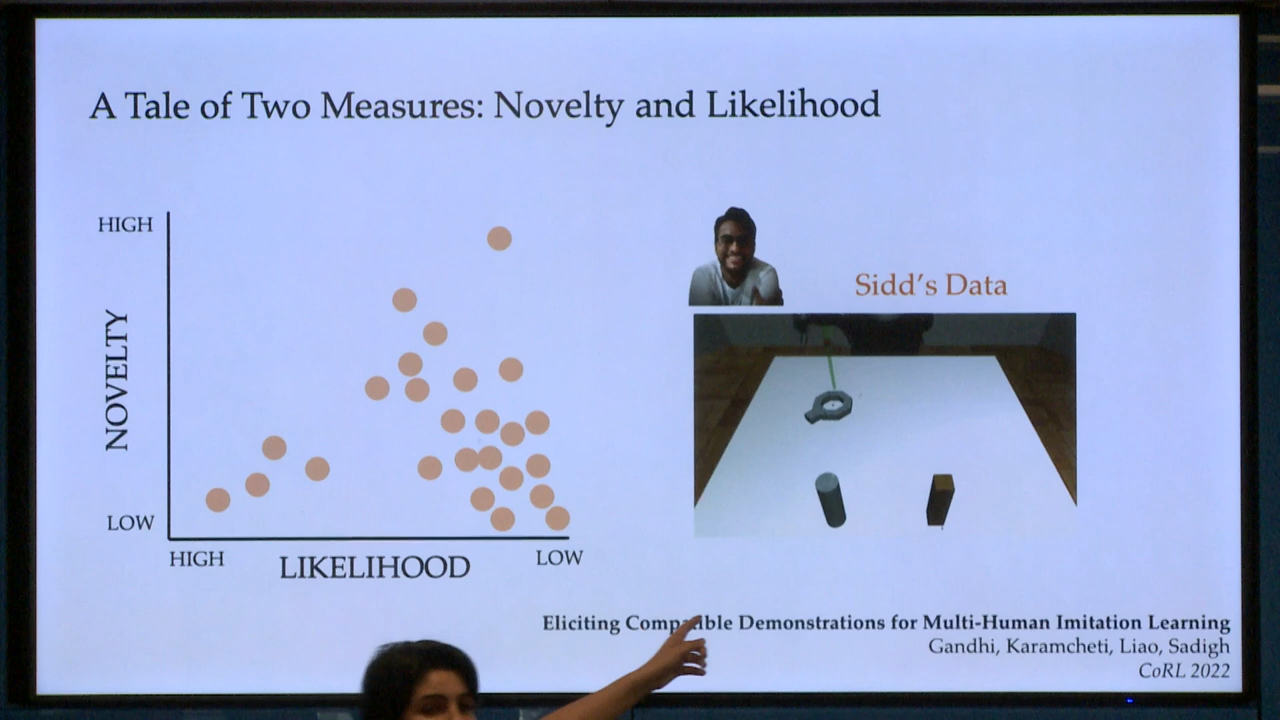 A Tale of Two Measures: Novelty and Likelihood
HIGH
NOVELTY
LOW
HIGH
LIKELIHOOD
LOW
Sidd's Data
Eliciting Compatible Demonstrations for Multi-Human Imitation Learning
Gandhi, Karamcheti, Liao, Sadigh
CoRL 2022